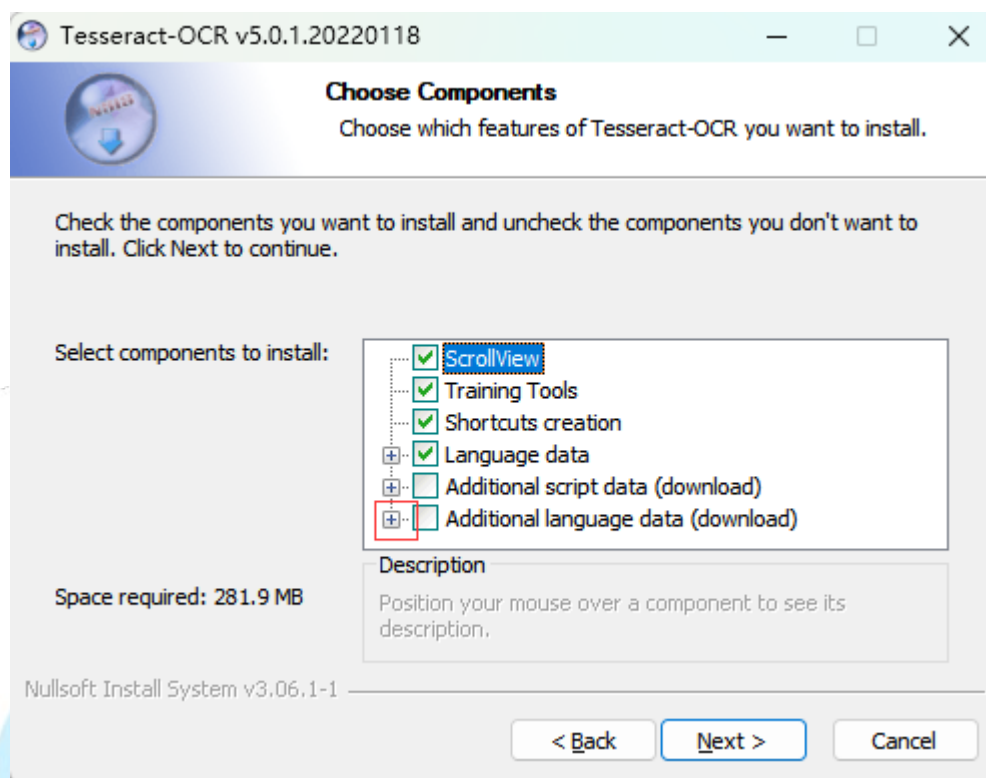 Tesseract-OCR v5.0.1.20220118
Choose Components
Choose which features of Tesseract-OCR you want to install.
Check the components you want to install and uncheck the components you don't want to
install. Click Next to continue.
Select components to install:
ScrollView
Training Tools
Shortcuts creation
Language data
Additional script data (download)
Additional language data (download)
Space required: 281.9 MB
Description
Position your mouse over a component to see its
description.
Nullsoft Install System v3.06.1-1
< Back
Next >
Cancel